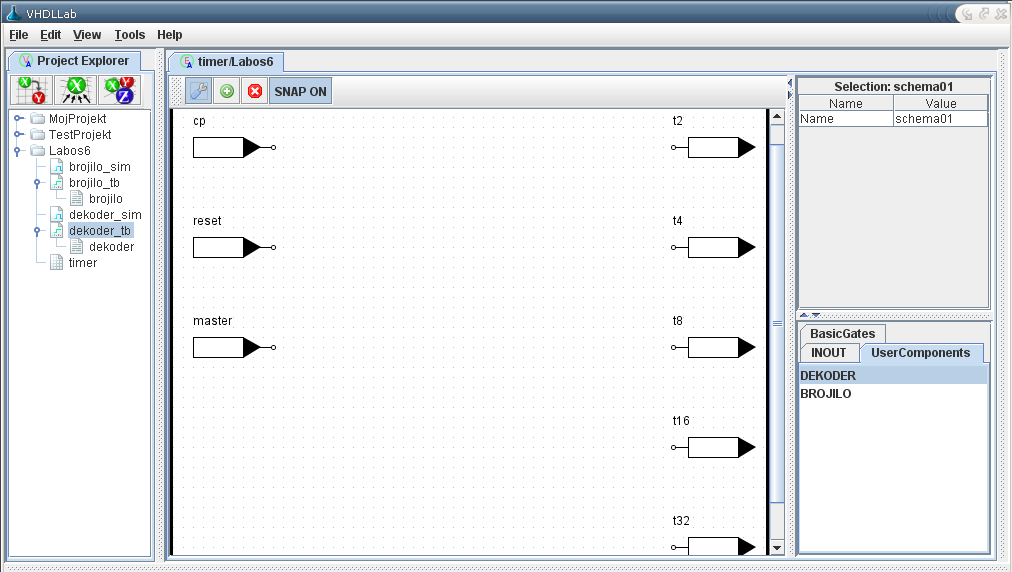 VHDLLab
File Edit View Tools Help
Project Explorer
X Y
X
X Y Z
MojProjekt
TestProjekt
Labos6
brojilo_sim
brojilo_tb
brojilo
dekoder_sim
dekoder_tb
dekoder
timer
timer/Labos6
SNAP ON
cp
reset
master
t2
t4
t8
t16
t32
Selection: schema01
Name Value
Name schema01
BasicGates
INOUT UserComponents
DEKODER
BROJILO